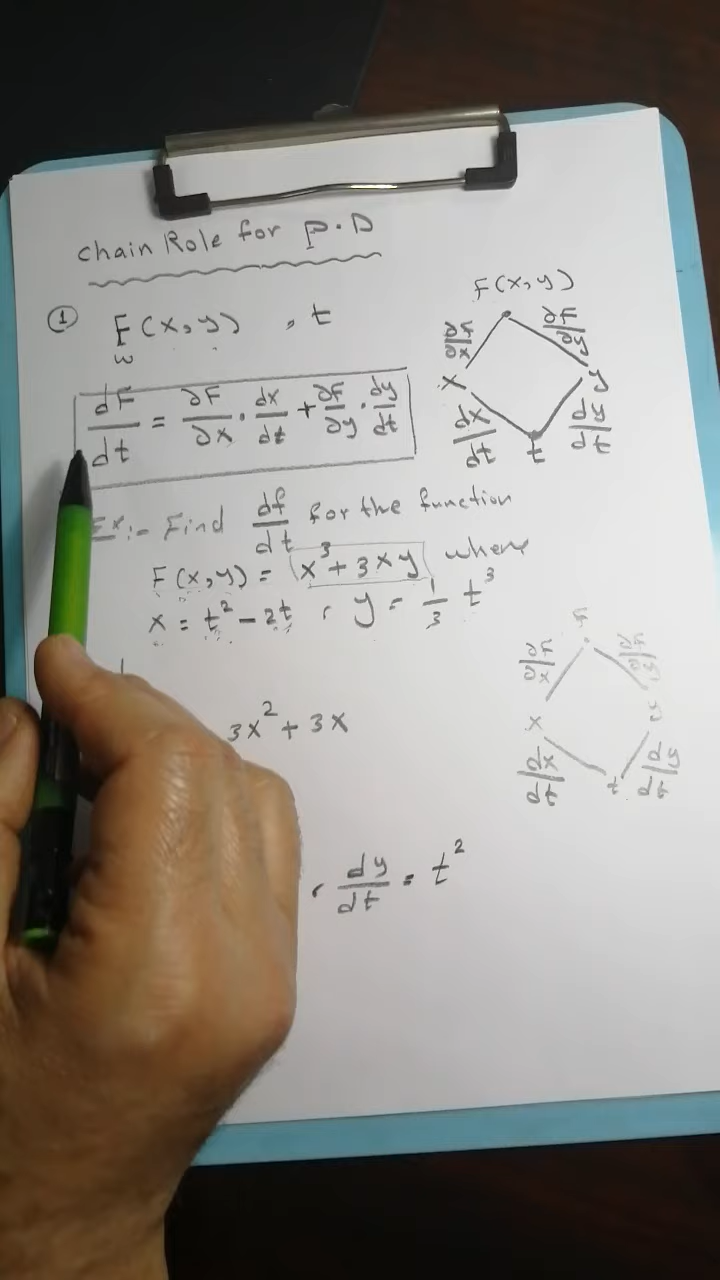 Chain Role for P.D
① F(x,y) , t
w
dF/dt = ∂F/∂x · dx/dt + ∂F/∂y · dy/dt
F(x,y)
∂F/∂x ∂F/∂y
x y
dx/dt dy/dt
t
Ex:- Find df/dt for the function
F(x,y) = x³ + 3xy where
x = t² - 2t , y = 1/3 t³
3x² + 3x
, dy/dt = t²
F
∂F/∂x ∂F/∂y
x y
dx/dt dy/dt
t